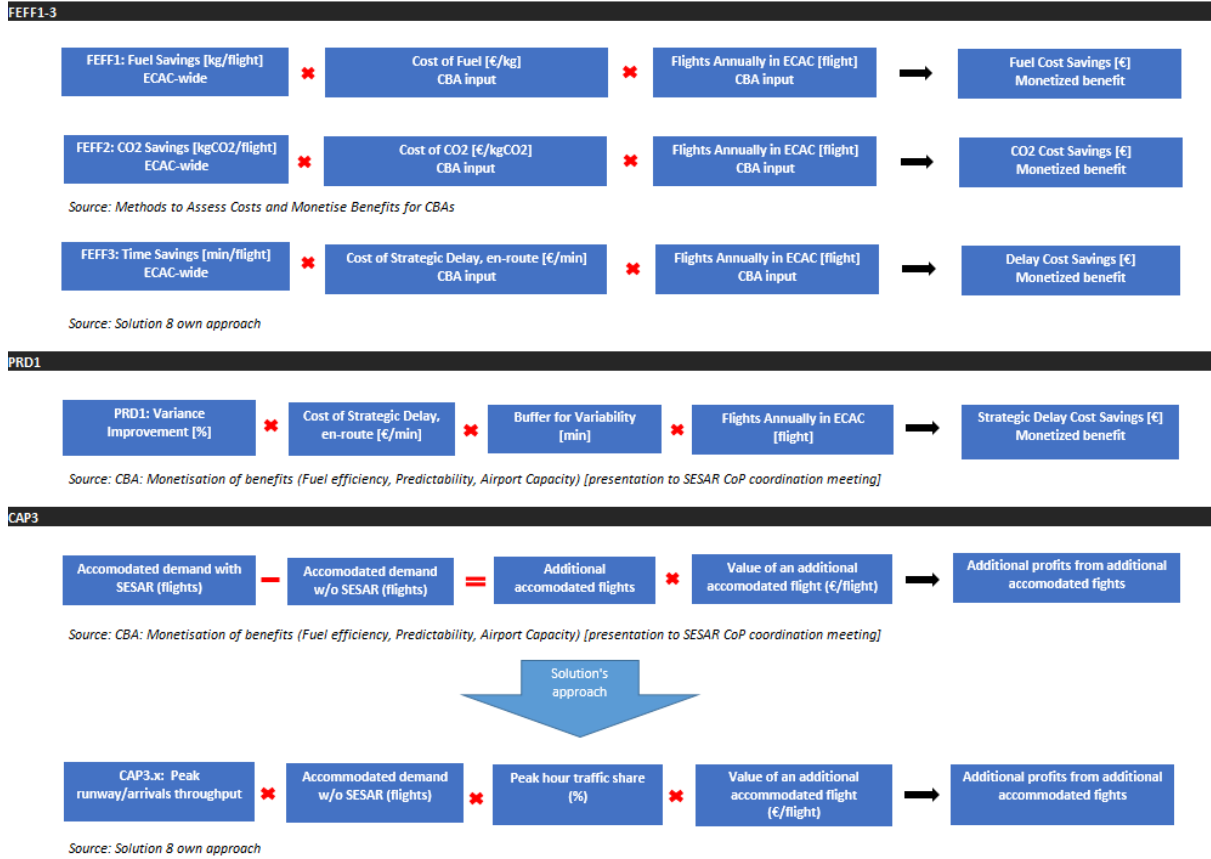 FEFF1-3
FEFF1: Fuel Savings [kg/flight]
ECAC-wide
Cost of Fuel [€/kg]
CBA input
Flights Annually in ECAC [flight]
CBA input
Fuel Cost Savings [€]
Monetized benefit
FEFF2: CO2 Savings [kgCO2/flight]
ECAC-wide
Cost of CO2 [€/kgCO2]
CBA input
Flights Annually in ECAC [flight]
CBA input
CO2 Cost Savings [€]
Monetized benefit
Source: Methods to Assess Costs and Monetise Benefits for CBAs
FEFF3: Time Savings [min/flight]
ECAC-wide
Cost of Strategic Delay, en-route [€/min]
CBA input
Flights Annually in ECAC [flight]
CBA input
Delay Cost Savings [€]
Monetized benefit
Source: Solution 8 own approach
PRD1
PRD1: Variance
Improvement [%]
Cost of Strategic Delay,
en-route [€/min]
Buffer for Variability
[min]
Flights Annually in ECAC
[flight]
Strategic Delay Cost Savings [€]
Monetized benefit
Source: CBA: Monetisation of benefits (Fuel efficiency, Predictability, Airport Capacity) [presentation to SESAR CoP coordination meeting]
CAP3
Accomodated demand with
SESAR (flights)
Accomodated demand
w/o SESAR (flights)
Additional
accomodated flights
Value of an additional
accomodated flight (€/flight)
Additional profits from additional
accomodated fights
Source: CBA: Monetisation of benefits (Fuel efficiency, Predictability, Airport Capacity) [presentation to SESAR CoP coordination meeting]
Solution's
approach
CAP3.x: Peak
runway/arrivals throughput
Accommodated demand
w/o SESAR (flights)
Peak hour traffic share
(%)
Value of an additional
accommodated flight
(€/flight)
Additional profits from additional
accommodated fights
Source: Solution 8 own approach